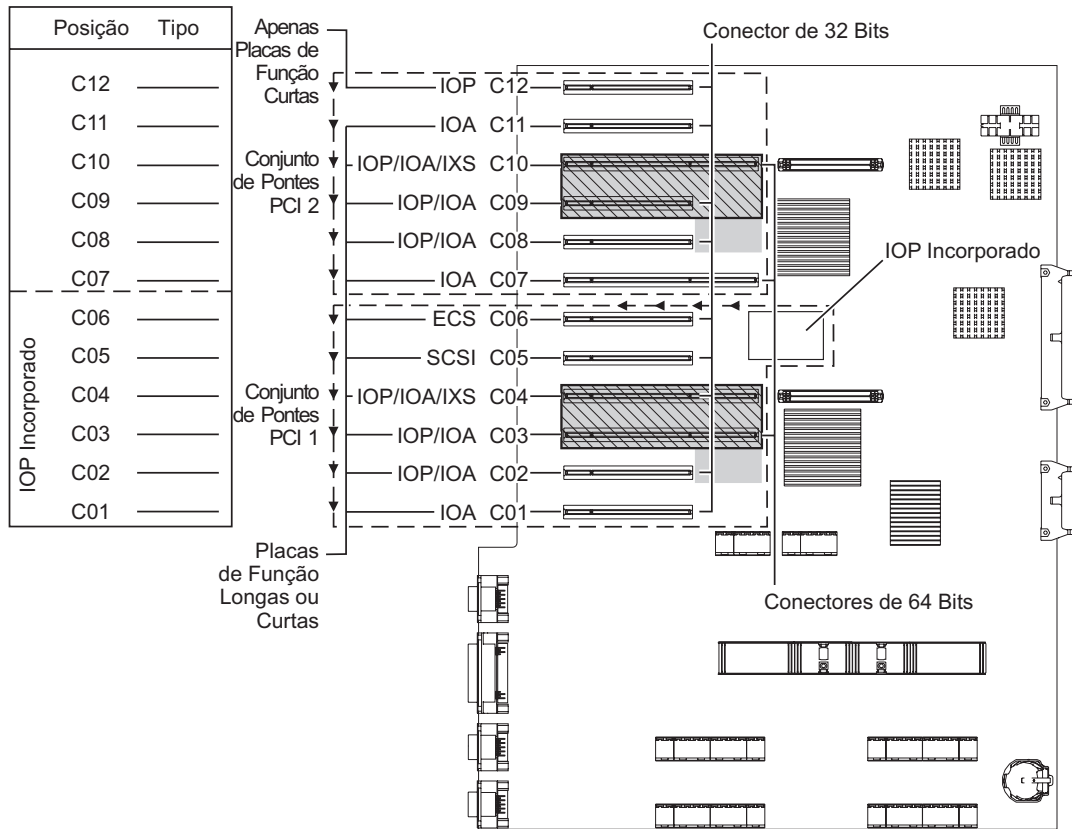 Posição Tipo
C12
C11
C10
C09
C08
C07
C06
C05
C04
C03
C02
C01
IOP Incorporado
Apenas
Placas de
Função
Curtas
Conjunto
de Pontes
PCI 2
Conjunto
de Pontes
PCI 1
Placas
de Função
Longas ou
Curtas
IOP C12
IOA C11
IOP/IOA/IXS C10
IOP/IOA C09
IOP/IOA C08
IOA C07
ECS C06
SCSI C05
IOP/IOA/IXS C04
IOP/IOA C03
IOP/IOA C02
IOA C01
Conector de 32 Bits
IOP Incorporado
Conectores de 64 Bits